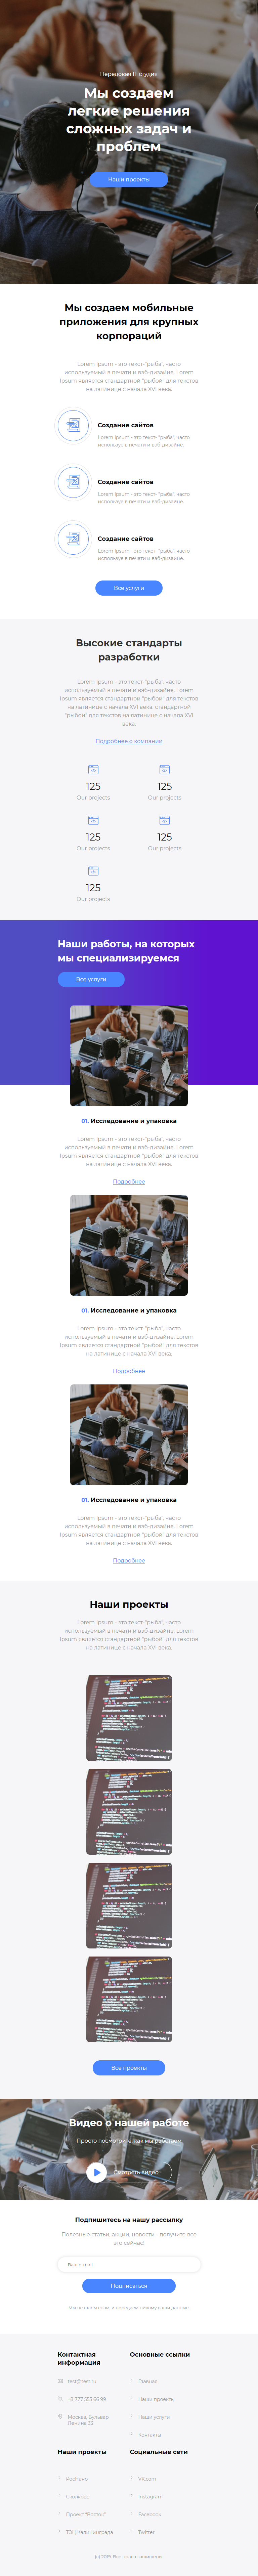 Передовая IT студия
Мы создаем
легкие решения
сложных задач и
проблем
Наши проекты
Мы создаем мобильные
приложения для крупных
корпораций
Lorem Ipsum - это текст-"рыба", часто
используемый в печати и вэб-дизайне. Lorem
Ipsum является стандартной "рыбой" для текстов
на латинице с начала XVI века.
Создание сайтов
Lorem Ipsum - это текст- "рыба", часто
используе в печати и вэб-дизайне.
Создание сайтов
Lorem Ipsum - это текст- "рыба", часто
используе в печати и вэб-дизайне.
Создание сайтов
Lorem Ipsum - это текст- "рыба", часто
используе в печати и вэб-дизайне.
Все услуги
Высокие стандарты
разработки
Lorem Ipsum - это текст-"рыба", часто
используемый в печати и вэб-дизайне. Lorem
Ipsum является стандартной "рыбой" для текстов
на латинице с начала XVI века. стандартной
"рыбой" для текстов на латинице с начала XVI
века.
Подробнее о компании
125 125
Our projects Our projects
125 125
Our projects Our projects
125
Our projects
Наши работы, на которых
мы специализируемся
Все услуги
01. Исследование и упаковка
Lorem Ipsum - это текст-"рыба", часто
используемый в печати и вэб-дизайне. Lorem
Ipsum является стандартной "рыбой" для текстов
на латинице с начала XVI века.
Подробнее
01. Исследование и упаковка
Lorem Ipsum - это текст-"рыба", часто
используемый в печати и вэб-дизайне. Lorem
Ipsum является стандартной "рыбой" для текстов
на латинице с начала XVI века.
Подробнее
01. Исследование и упаковка
Lorem Ipsum - это текст-"рыба", часто
используемый в печати и вэб-дизайне. Lorem
Ipsum является стандартной "рыбой" для текстов
на латинице с начала XVI века.
Подробнее
Наши проекты
Lorem Ipsum - это текст-"рыба", часто
используемый в печати и вэб-дизайне. Lorem
Ipsum является стандартной "рыбой" для текстов
на латинице с начала XVI века.
Все проекты
Видео о нашей работе
Просто посмотрите, как мы работаем
Смотреть видео
Подпишитесь на нашу рассылку
Полезные статьи, акции, новости - получите все
это сейчас!
Ваш e-mail
Подписаться
Мы не шлем спам, и передаем никому ваши данные
Контактная
информация
test@test.ru
+8 777 555 66 99
Москва, Бульвар
Ленина 33
Основные ссылки
Главная
Наши проекты
Наши услуги
Контакты
Наши проекты
РосНано
Сколково
Проект "Восток"
ТЭЦ Калининграда
Социальные сети
VK.com
Instagram
Facebook
Twitter
(c) 2019. Все права защищены